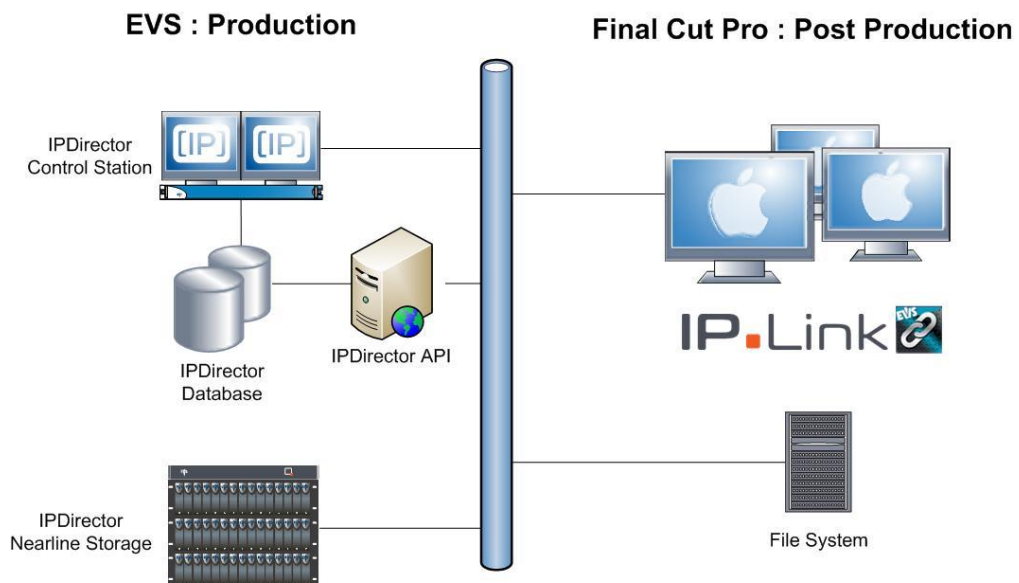 EVS : Production
Final Cut Pro : Post Production
IPDirector
Control Station
[IP]
[IP]
IPDirector API
IPDirector
Database
IP Link
EVS
IPDirector
Nearline Storage
File System